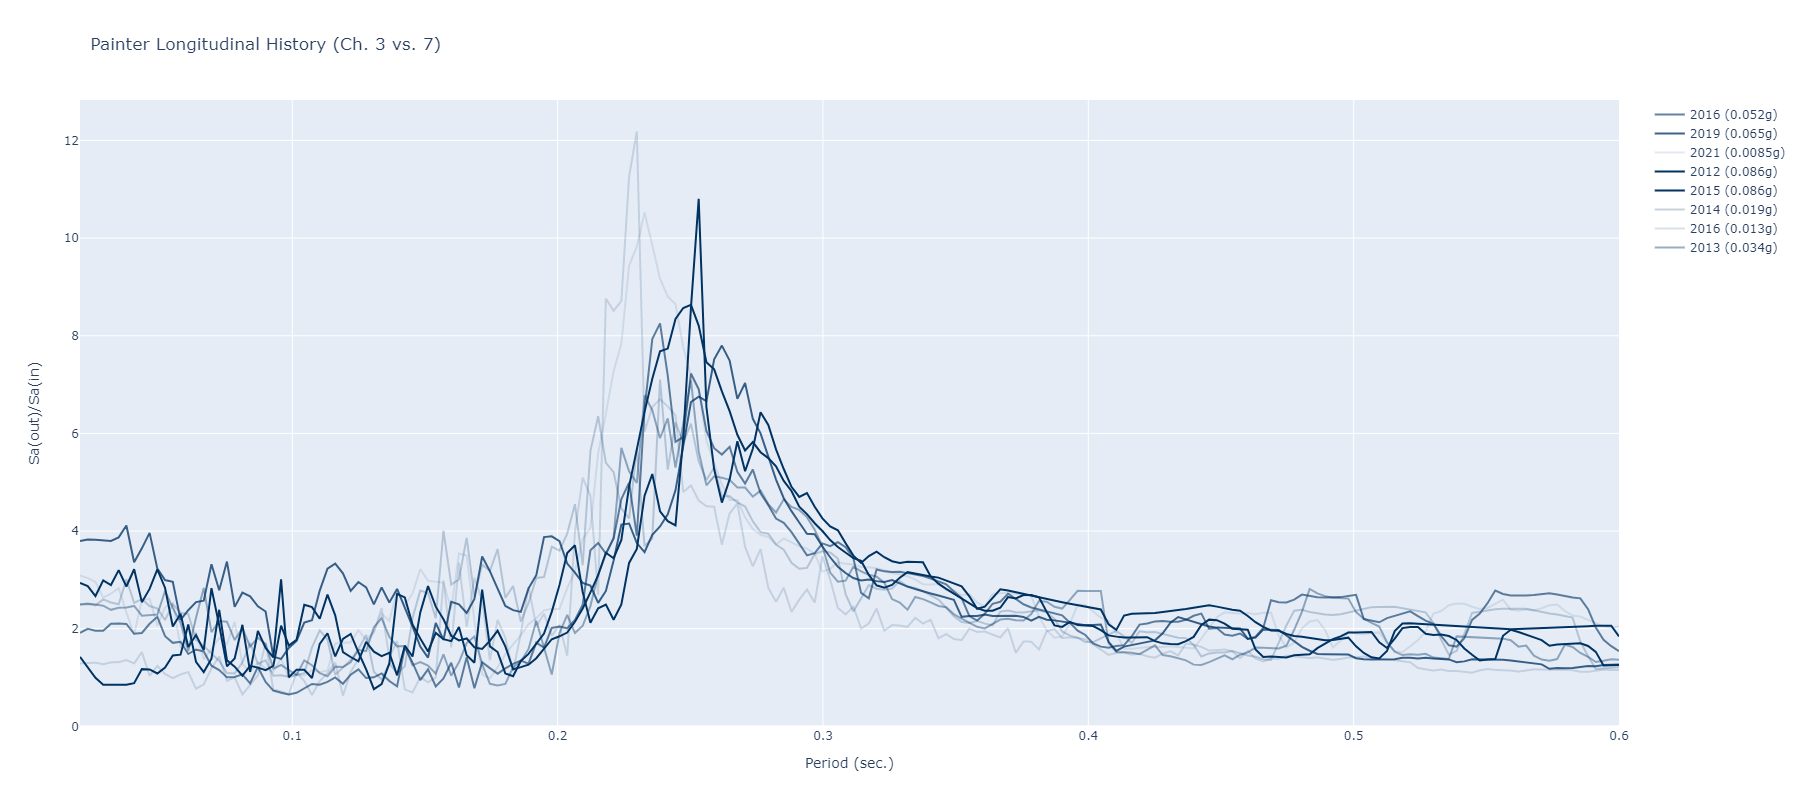 Painter Longitudinal History (Ch. 3 vs. 7)
12
10
8
6
4
2
0
Sa(out)/Sa(in)
0.1
0.2
0.3
0.4
0.5
0.6
Period (sec.)
2016 (0.052g)
2019 (0.065g)
2021 (0.0085g)
2012 (0.086g)
2015 (0.086g)
2014 (0.019g)
2016 (0.013g)
2013 (0.034g)